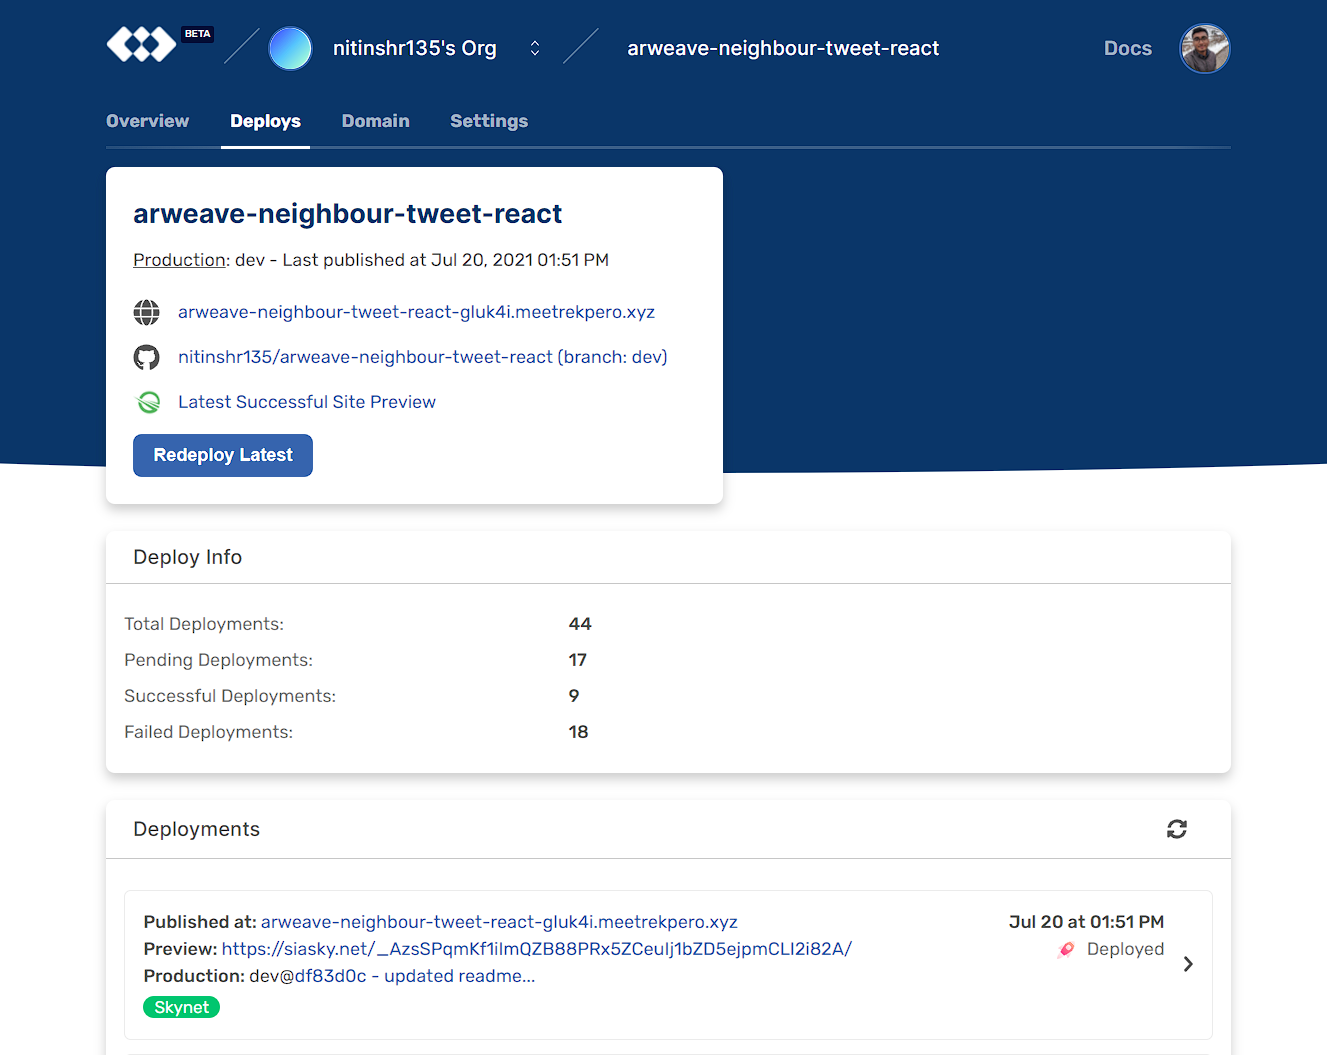 BETA
nitinshr135's Org
arweave-neighbour-tweet-react
Docs
Overview
Deploys
Domain
Settings
arweave-neighbour-tweet-react
Production: dev - Last published at Jul 20, 2021 01:51 PM
arweave-neighbour-tweet-react-gluk4i.meetrekpero.xyz
nitinshr135/arweave-neighbour-tweet-react (branch: dev)
Latest Successful Site Preview
Redeploy Latest
Deploy Info
Total Deployments: 44
Pending Deployments: 17
Successful Deployments: 9
Failed Deployments: 18
Deployments
Published at: arweave-neighbour-tweet-react-gluk4i.meetrekpero.xyz
Jul 20 at 01:51 PM
Preview: https://siasky.net/_AzsSPqmKf1iImQZB88PRx5ZCeuIj1bZD5ejpmCLI2i82A/
Deployed
Production: dev@df83d0c - updated readme...
Skynet